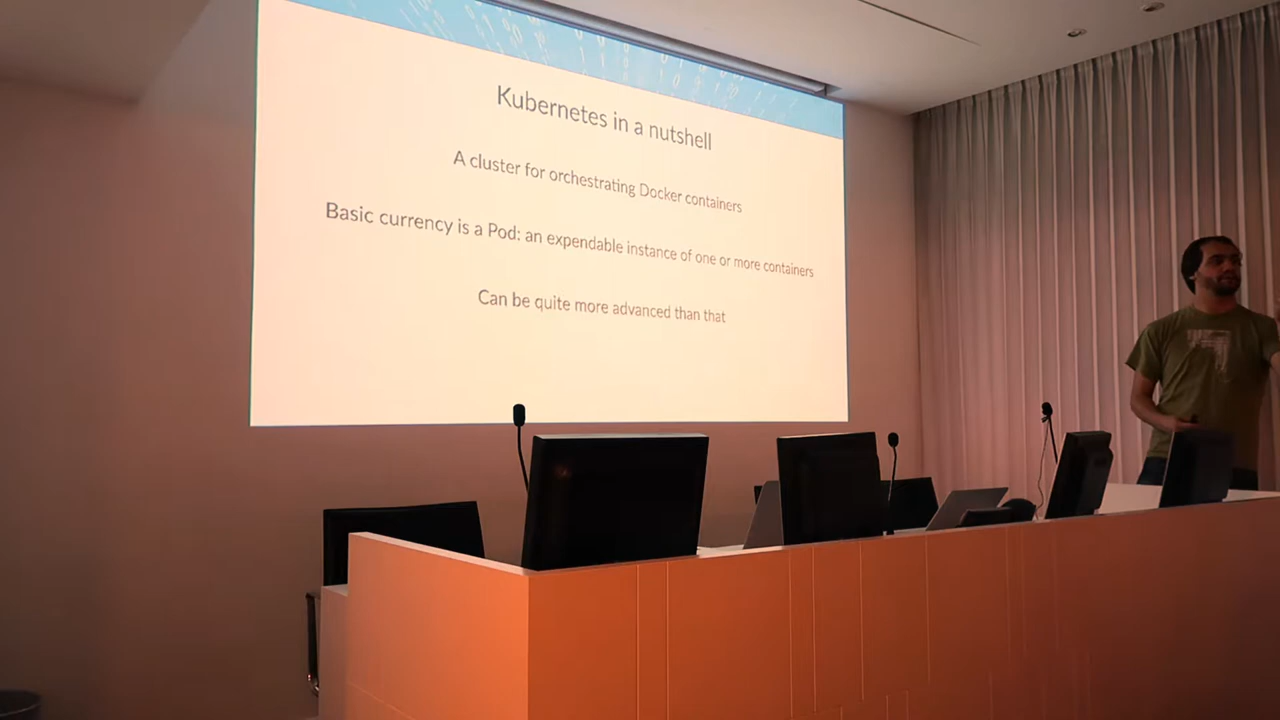 Kubernetes in a nutshell
A cluster for orchestrating Docker containers
Basic currency is a Pod: an expendable instance of one or more containers
Can be quite more advanced than that